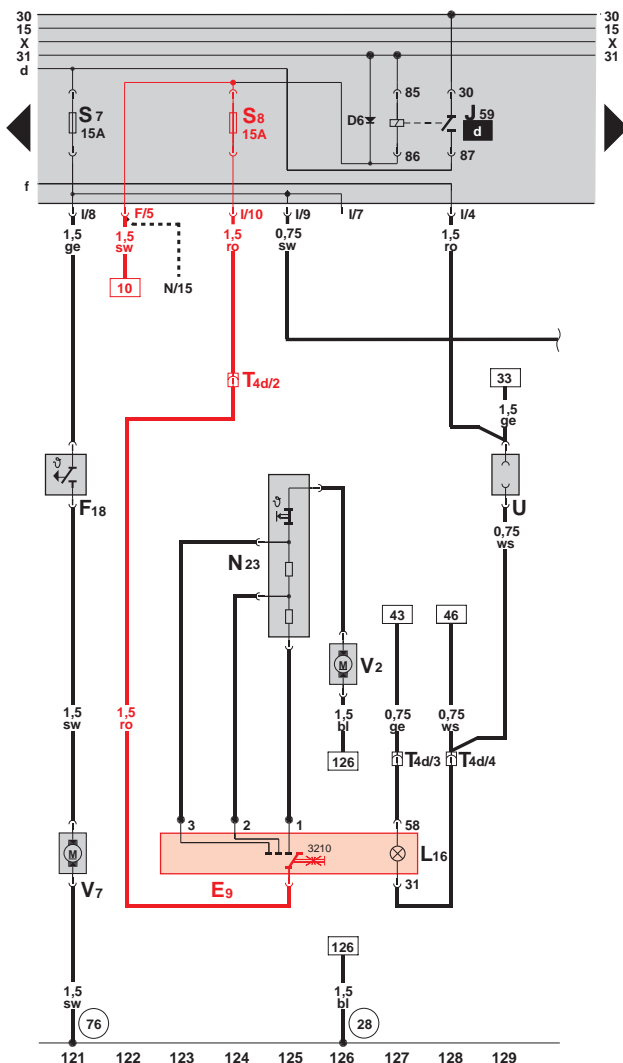 30 30
15 15
X X
31 31
d
85 30
S7 S8 D6 J59
15A 15A d
86 87
f
I/8 F/5 I/10 I/9 I/7 I/4
1,5 1,5 1,5 0,75 1,5
ge sw ro sw ro
10 N/15
T4d/2 33
1,5
ge
F18 U
N23 0,75
ws
43 46
M V2
1,5 1,5 1,5 0,75 0,75
sw ro bl ge ws
126 T4d/3 T4d/4
3 2 1 58
3210
M L16
V7 E9 31
126
1,5 1,5
sw bl
76 28
121 122 123 124 125 126 127 128 129